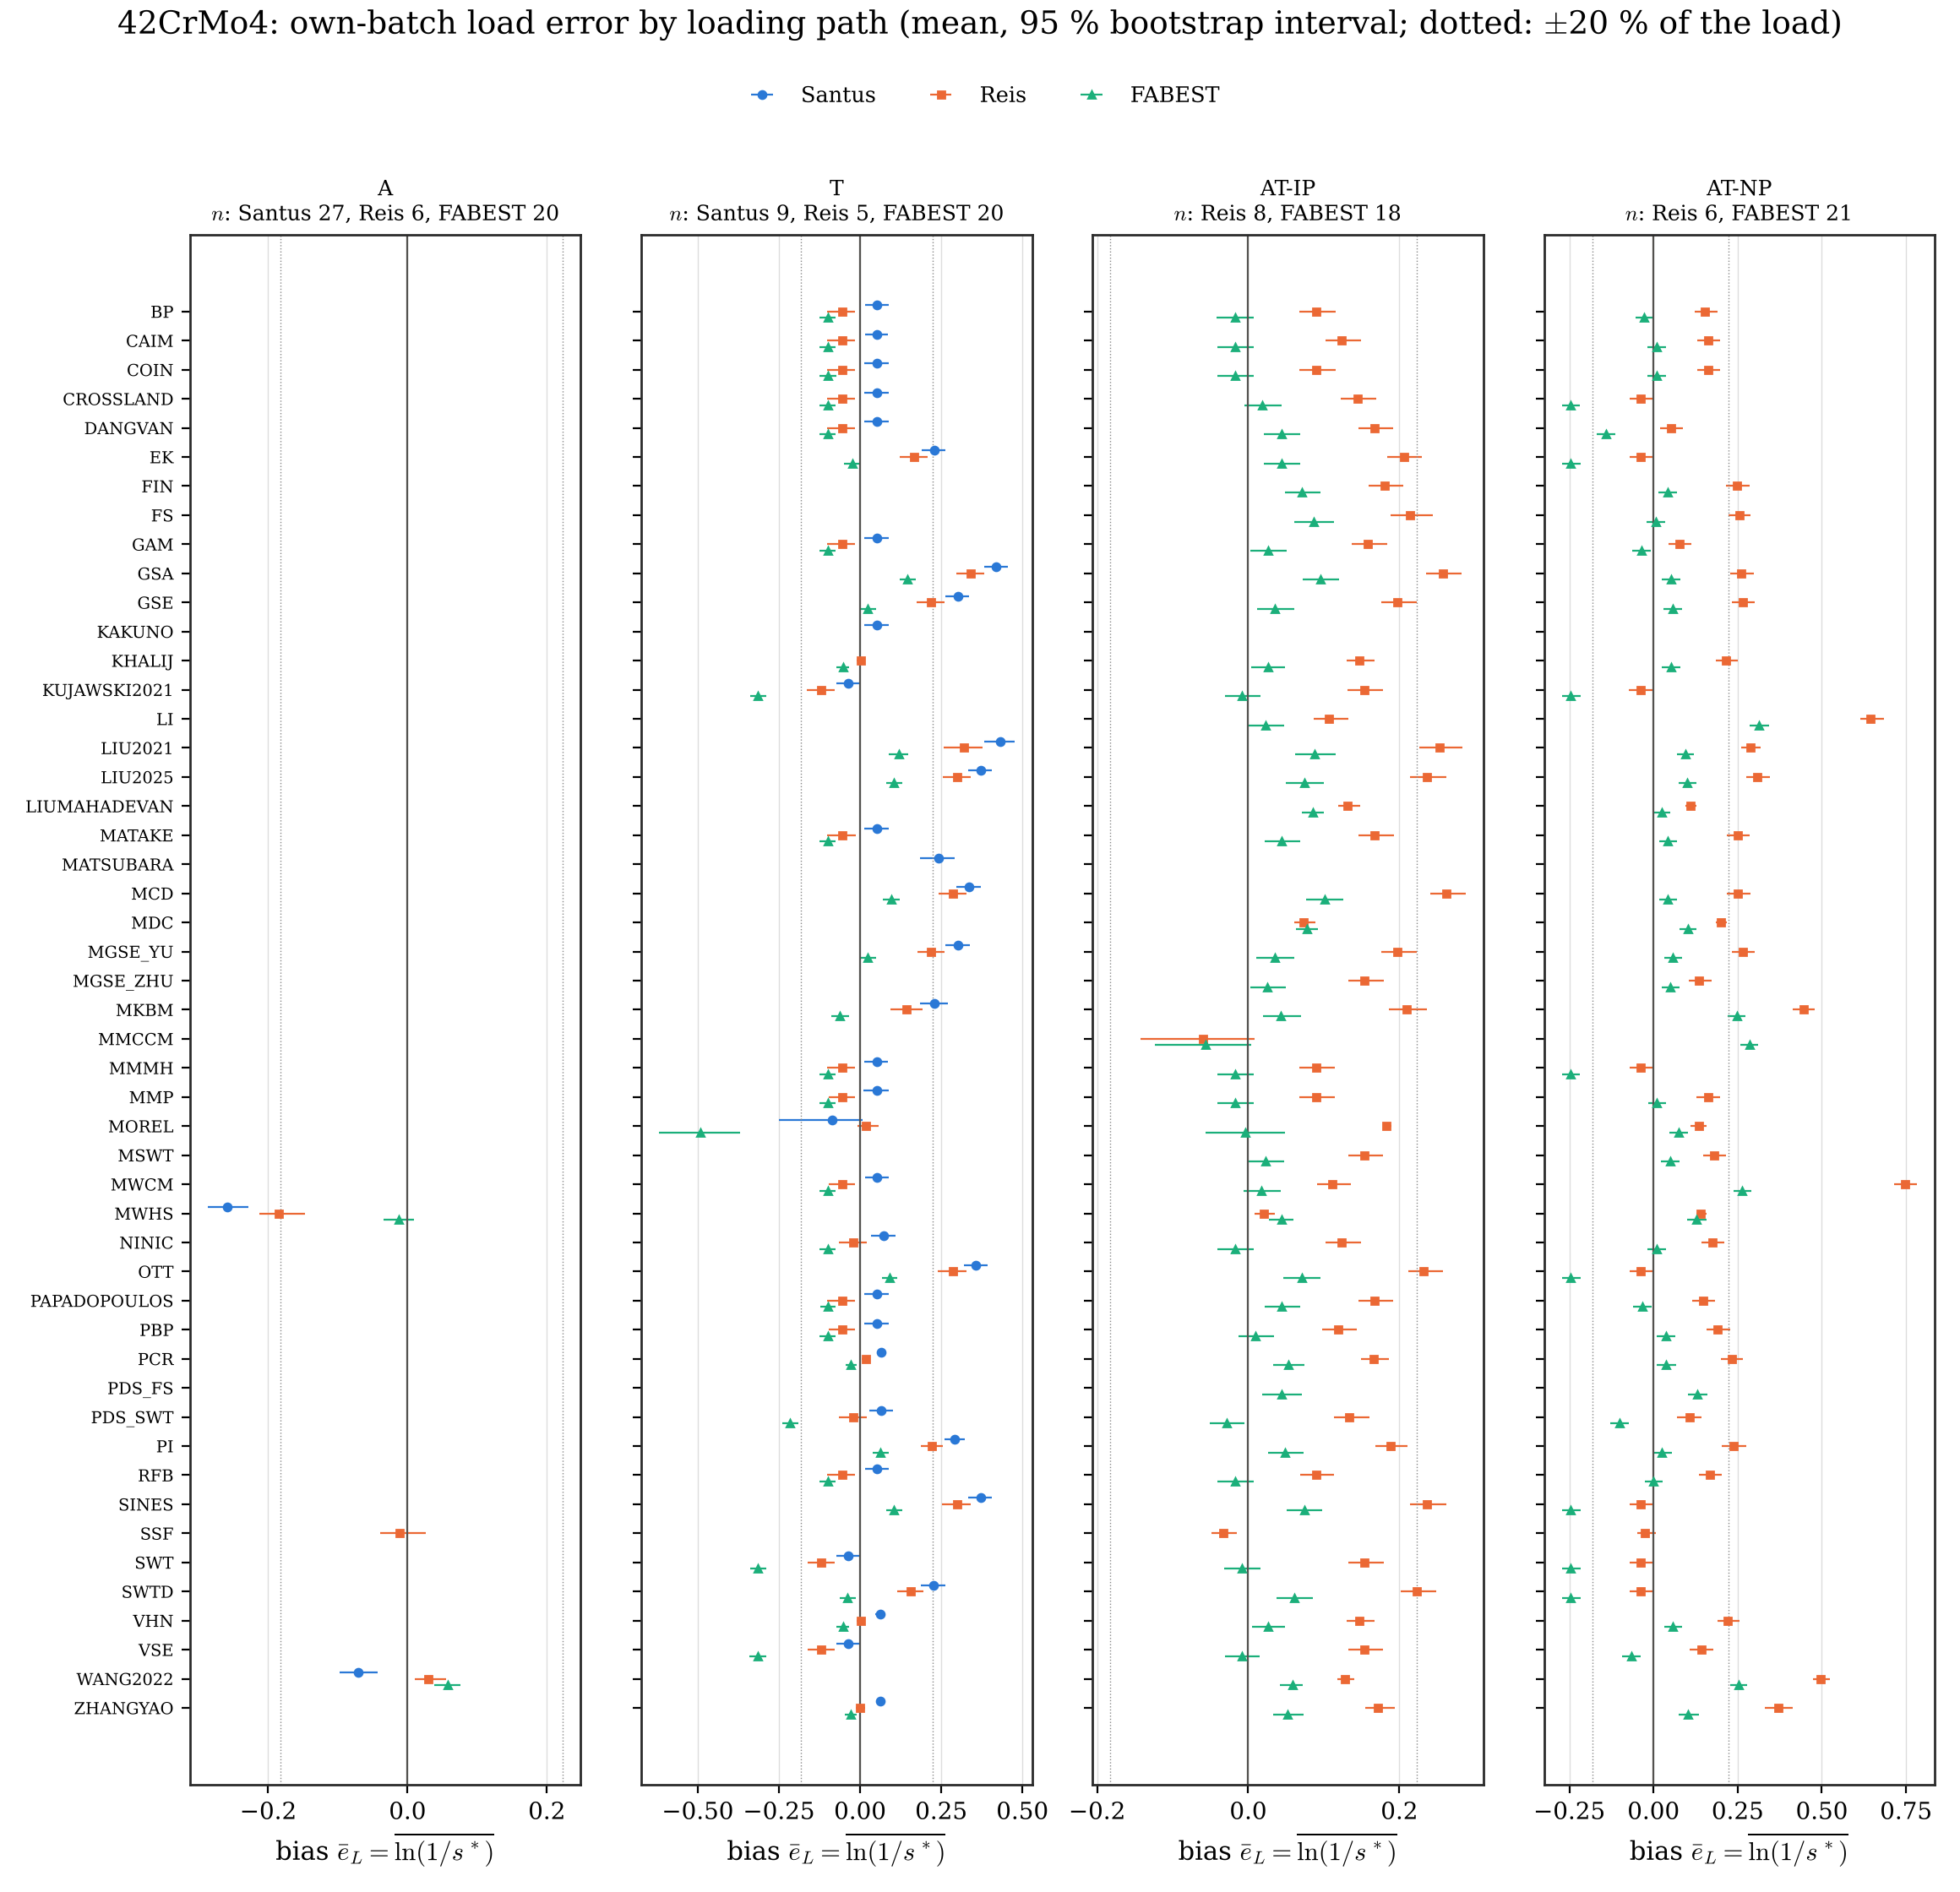 42CrMo4: own-batch load error by loading path (mean, 95 % bootstrap interval; dotted: ±20 % of the load)
Santus Reis FABEST
A
n: Santus 27, Reis 6, FABEST 20
T
n: Santus 9, Reis 5, FABEST 20
AT-IP
n: Reis 8, FABEST 18
AT-NP
n: Reis 6, FABEST 21
BP
CAIM
COIN
CROSSLAND
DANGVAN
EK
FIN
FS
GAM
GSA
GSE
KAKUNO
KHALIJ
KUJAWSKI2021
LI
LIU2021
LIU2025
LIUMAHADEVAN
MATAKE
MATSUBARA
MCD
MDC
MGSE_YU
MGSE_ZHU
MKBM
MMCCM
MMMH
MMP
MOREL
MSWT
MWCM
MWHS
NINIC
OTT
PAPADOPOULOS
PBP
PCR
PDS_FS
PDS_SWT
PI
RFB
SINES
SSF
SWT
SWTD
VHN
VSE
WANG2022
ZHANGYAO
−0.2 0.0 0.2
−0.50 −0.25 0.00 0.25 0.50
−0.2 0.0 0.2
−0.25 0.00 0.25 0.50 0.75
bias ē_L = \overline{ln(1/s*)}
bias ē_L = \overline{ln(1/s*)}
bias ē_L = \overline{ln(1/s*)}
bias ē_L = \overline{ln(1/s*)}